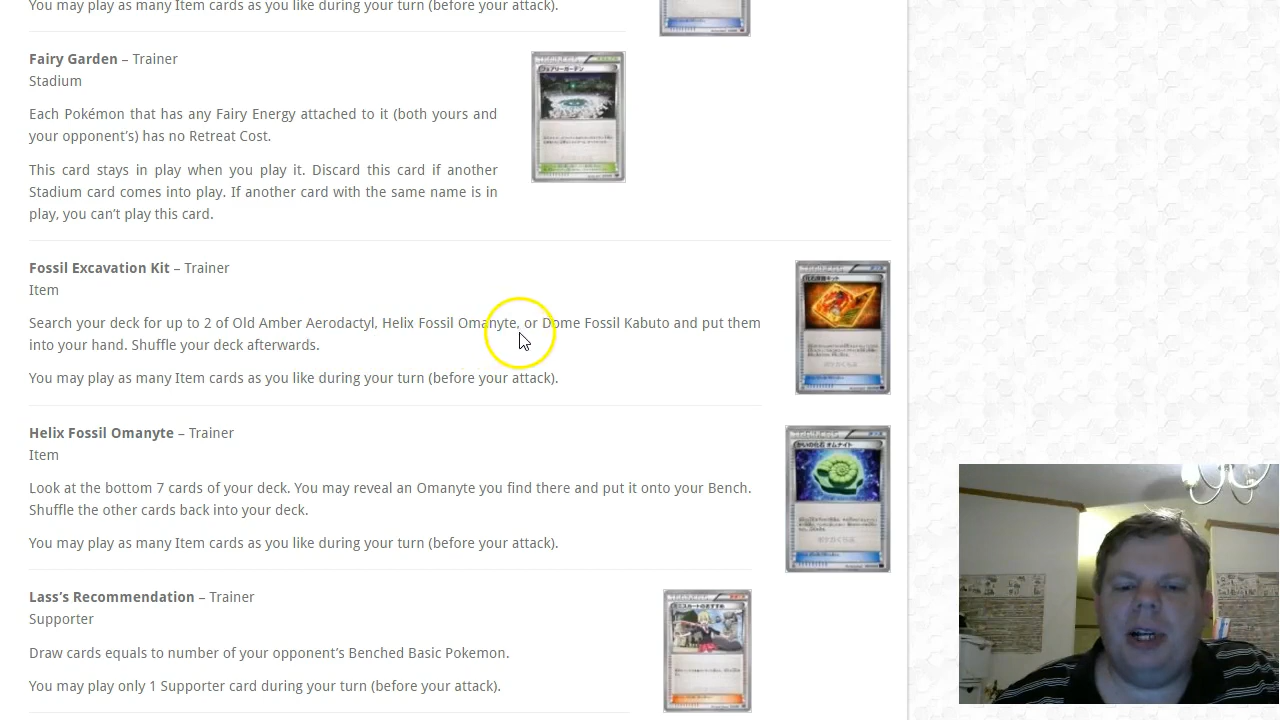 You may play as many Item cards as you like during your turn (before your attack).
Fairy Garden – Trainer
Stadium
Each Pokémon that has any Fairy Energy attached to it (both yours and
your opponent's) has no Retreat Cost.
This card stays in play when you play it. Discard this card if another
Stadium card comes into play. If another card with the same name is in
play, you can't play this card.
Fossil Excavation Kit – Trainer
Item
Search your deck for up to 2 of Old Amber Aerodactyl, Helix Fossil Omanyte, or Dome Fossil Kabuto and put them
into your hand. Shuffle your deck afterwards.
You may play as many Item cards as you like during your turn (before your attack).
Helix Fossil Omanyte – Trainer
Item
Look at the bottom 7 cards of your deck. You may reveal an Omanyte you find there and put it onto your Bench.
Shuffle the other cards back into your deck.
You may play as many Item cards as you like during your turn (before your attack).
Lass's Recommendation – Trainer
Supporter
Draw cards equals to number of your opponent's Benched Basic Pokemon.
You may play only 1 Supporter card during your turn (before your attack).